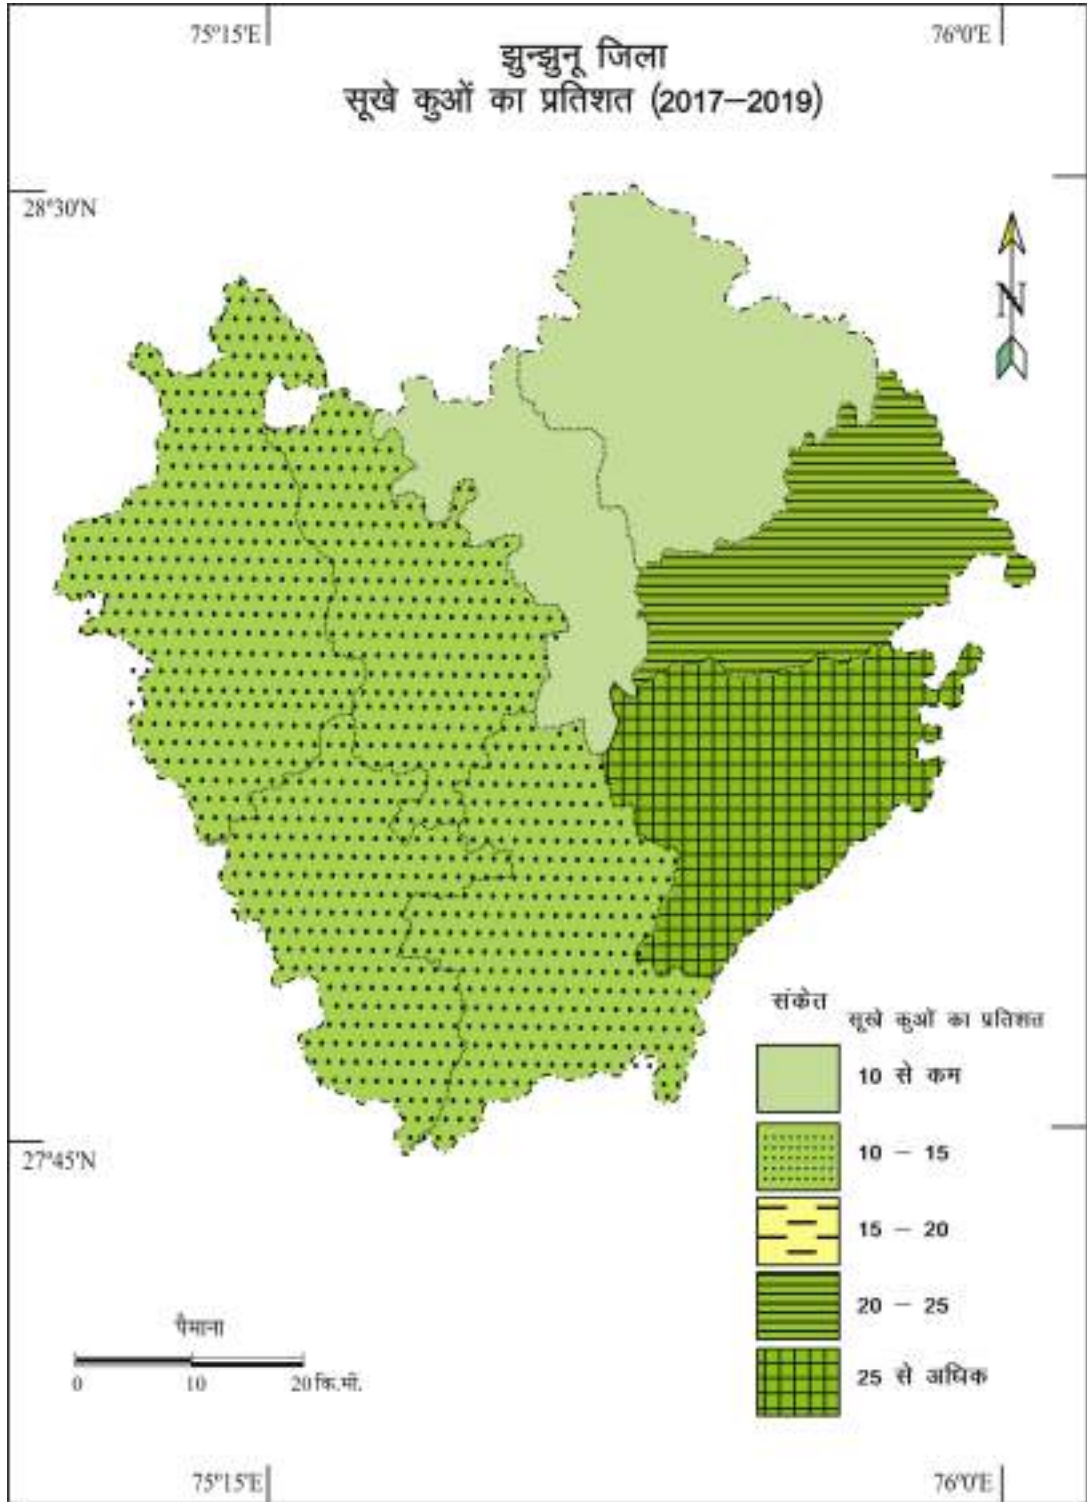 75°15'E
76°0'E
झुन्झुनू जिला
सूखे कुओं का प्रतिशत (2017–2019)
28°30'N
N
संकेत
सूखे कुओं का प्रतिशत
10 से कम
10 – 15
27°45'N
15 – 20
20 – 25
25 से अधिक
पैमाना
0 10 20 कि.मी.
75°15'E
76°0'E